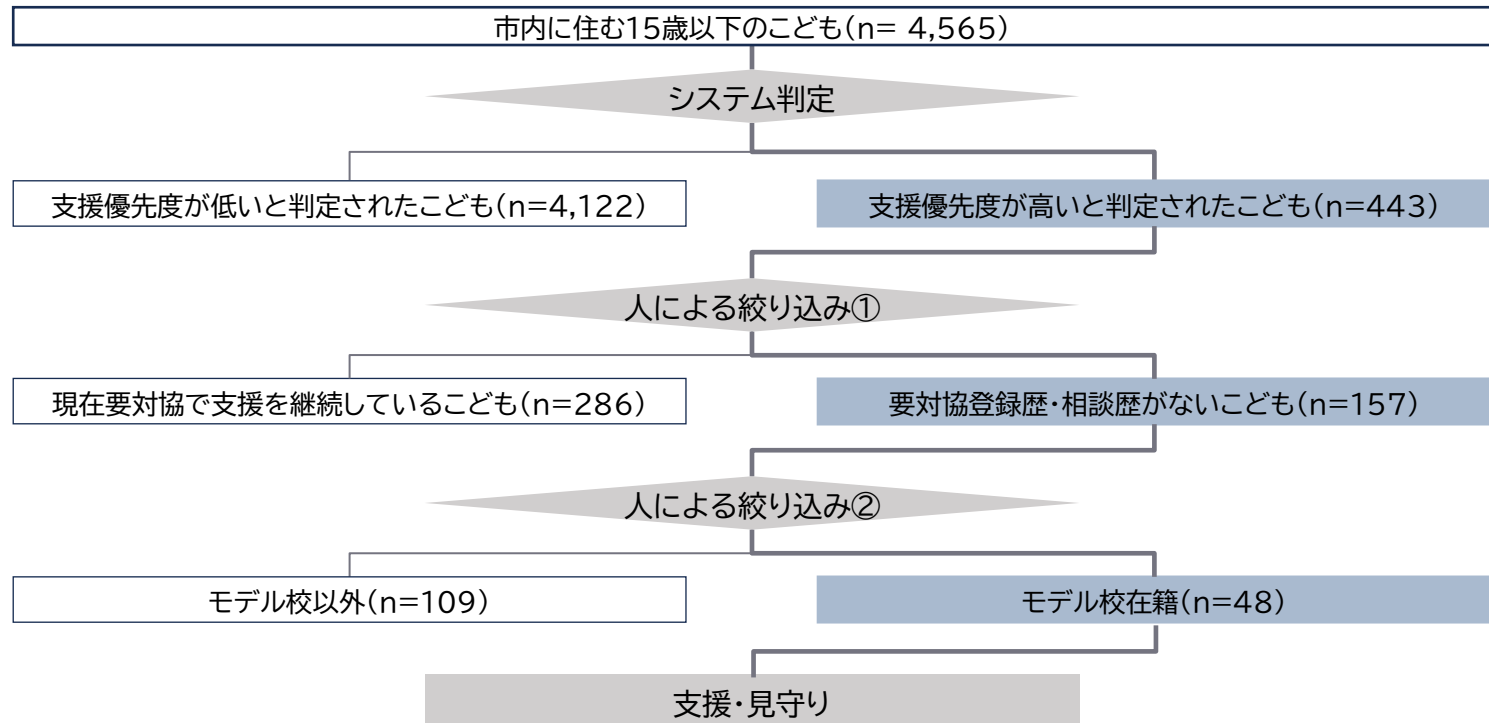 市内に住む15歳以下のこども(n= 4,565)
システム判定
支援優先度が低いと判定されたこども(n=4,122)
支援優先度が高いと判定されたこども(n=443)
人による絞り込み①
現在要対協で支援を継続しているこども(n=286)
要対協登録歴・相談歴がないこども(n=157)
人による絞り込み②
モデル校以外(n=109)
モデル校在籍(n=48)
支援・見守り